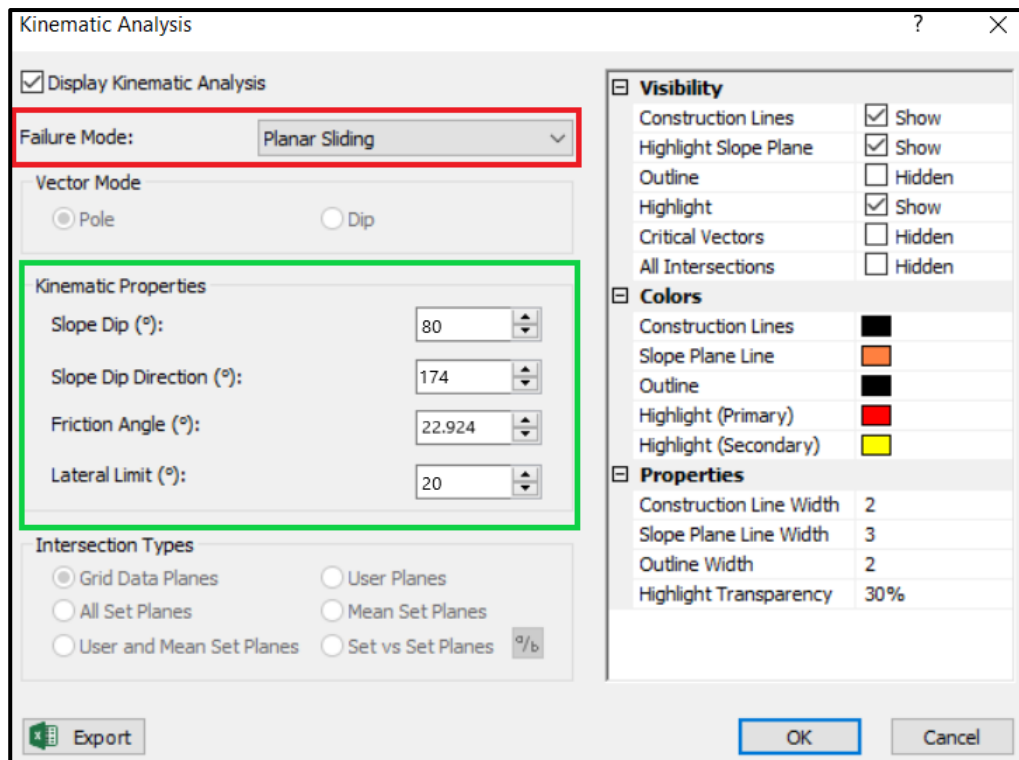 Kinematic Analysis ?
Display Kinematic Analysis
Failure Mode: Planar Sliding
Vector Mode
Pole Dip
Kinematic Properties
Slope Dip (°): 80
Slope Dip Direction (°): 174
Friction Angle (°): 22.924
Lateral Limit (°): 20
Intersection Types
Grid Data Planes User Planes
All Set Planes Mean Set Planes
User and Mean Set Planes Set vs Set Planes a/b
Visibility
Construction Lines Show
Highlight Slope Plane Show
Outline Hidden
Highlight Show
Critical Vectors Hidden
All Intersections Hidden
Colors
Construction Lines
Slope Plane Line
Outline
Highlight (Primary)
Highlight (Secondary)
Properties
Construction Line Width 2
Slope Plane Line Width 3
Outline Width 2
Highlight Transparency 30%
Export OK Cancel